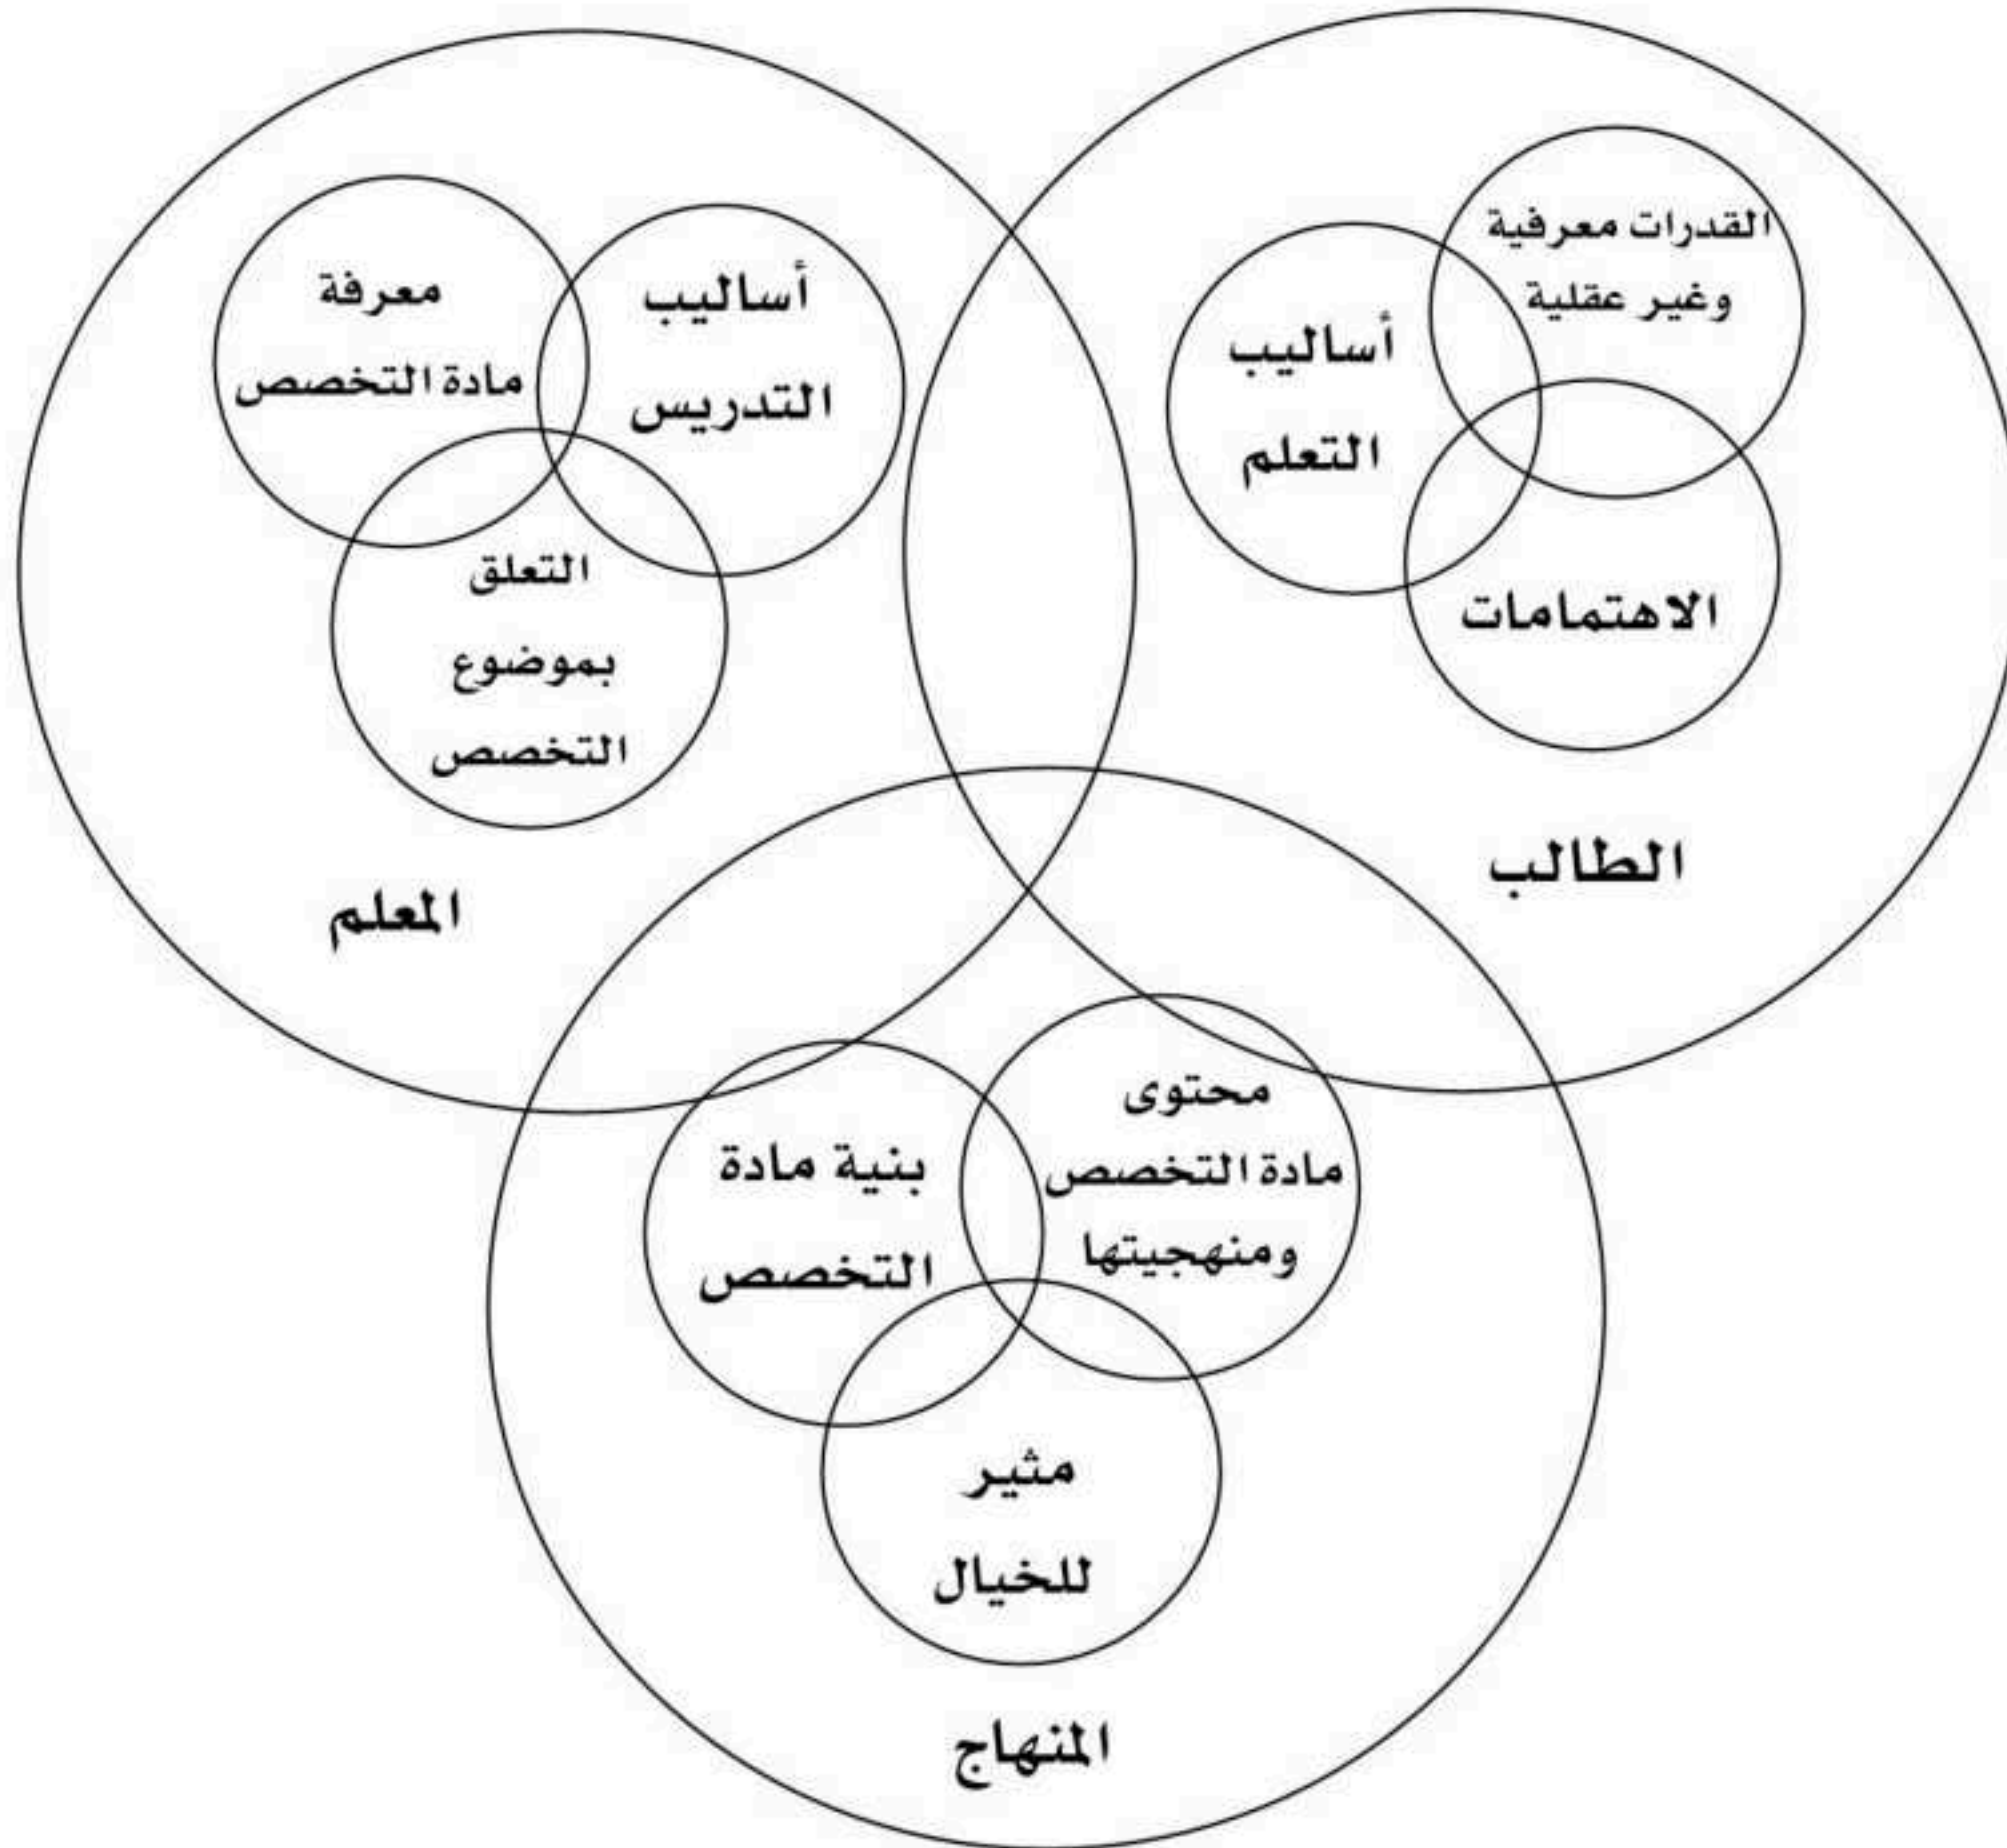 القدرات معرفية
وغير عقلية
أساليب
التعلم
الاهتمامات
الطالب
أساليب
التدريس
معرفة
مادة التخصص
التعلق
بموضوع
التخصص
المعلم
محتوى
مادة التخصص
ومنهجيتها
بنية مادة
التخصص
مثير
للخيال
المنهاج